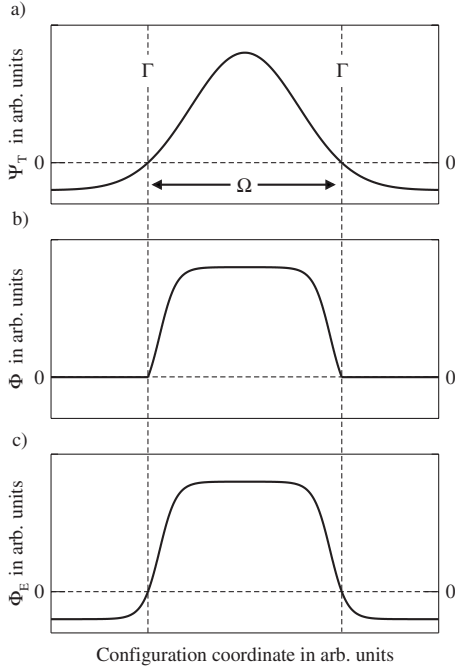 a)
Γ Γ
Ψ_T in arb. units
0 0
Ω
b)
Φ in arb. units
0 0
c)
Φ_E in arb. units
0 0
Configuration coordinate in arb. units